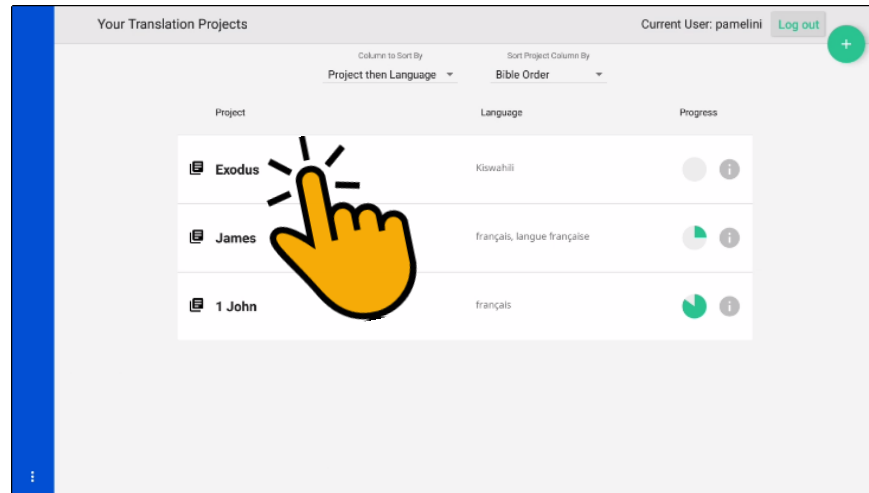 Your Translation Projects Current User: pamelini Log out
+
Column to Sort By Sort Project Column By
Project then Language Bible Order
Project Language Progress
Exodus Kiswahili i
James français, langue française i
1 John français i